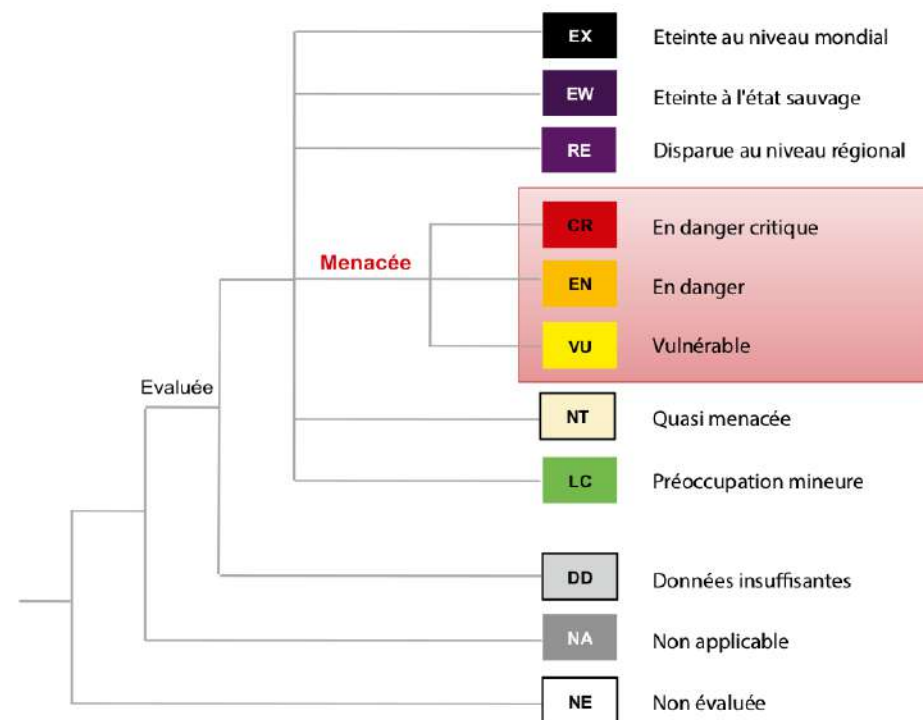 EX Eteinte au niveau mondial
EW Eteinte à l'état sauvage
RE Disparue au niveau régional
CR En danger critique
Menacée
EN En danger
VU Vulnérable
Evaluée
NT Quasi menacée
LC Préoccupation mineure
DD Données insuffisantes
NA Non applicable
NE Non évaluée